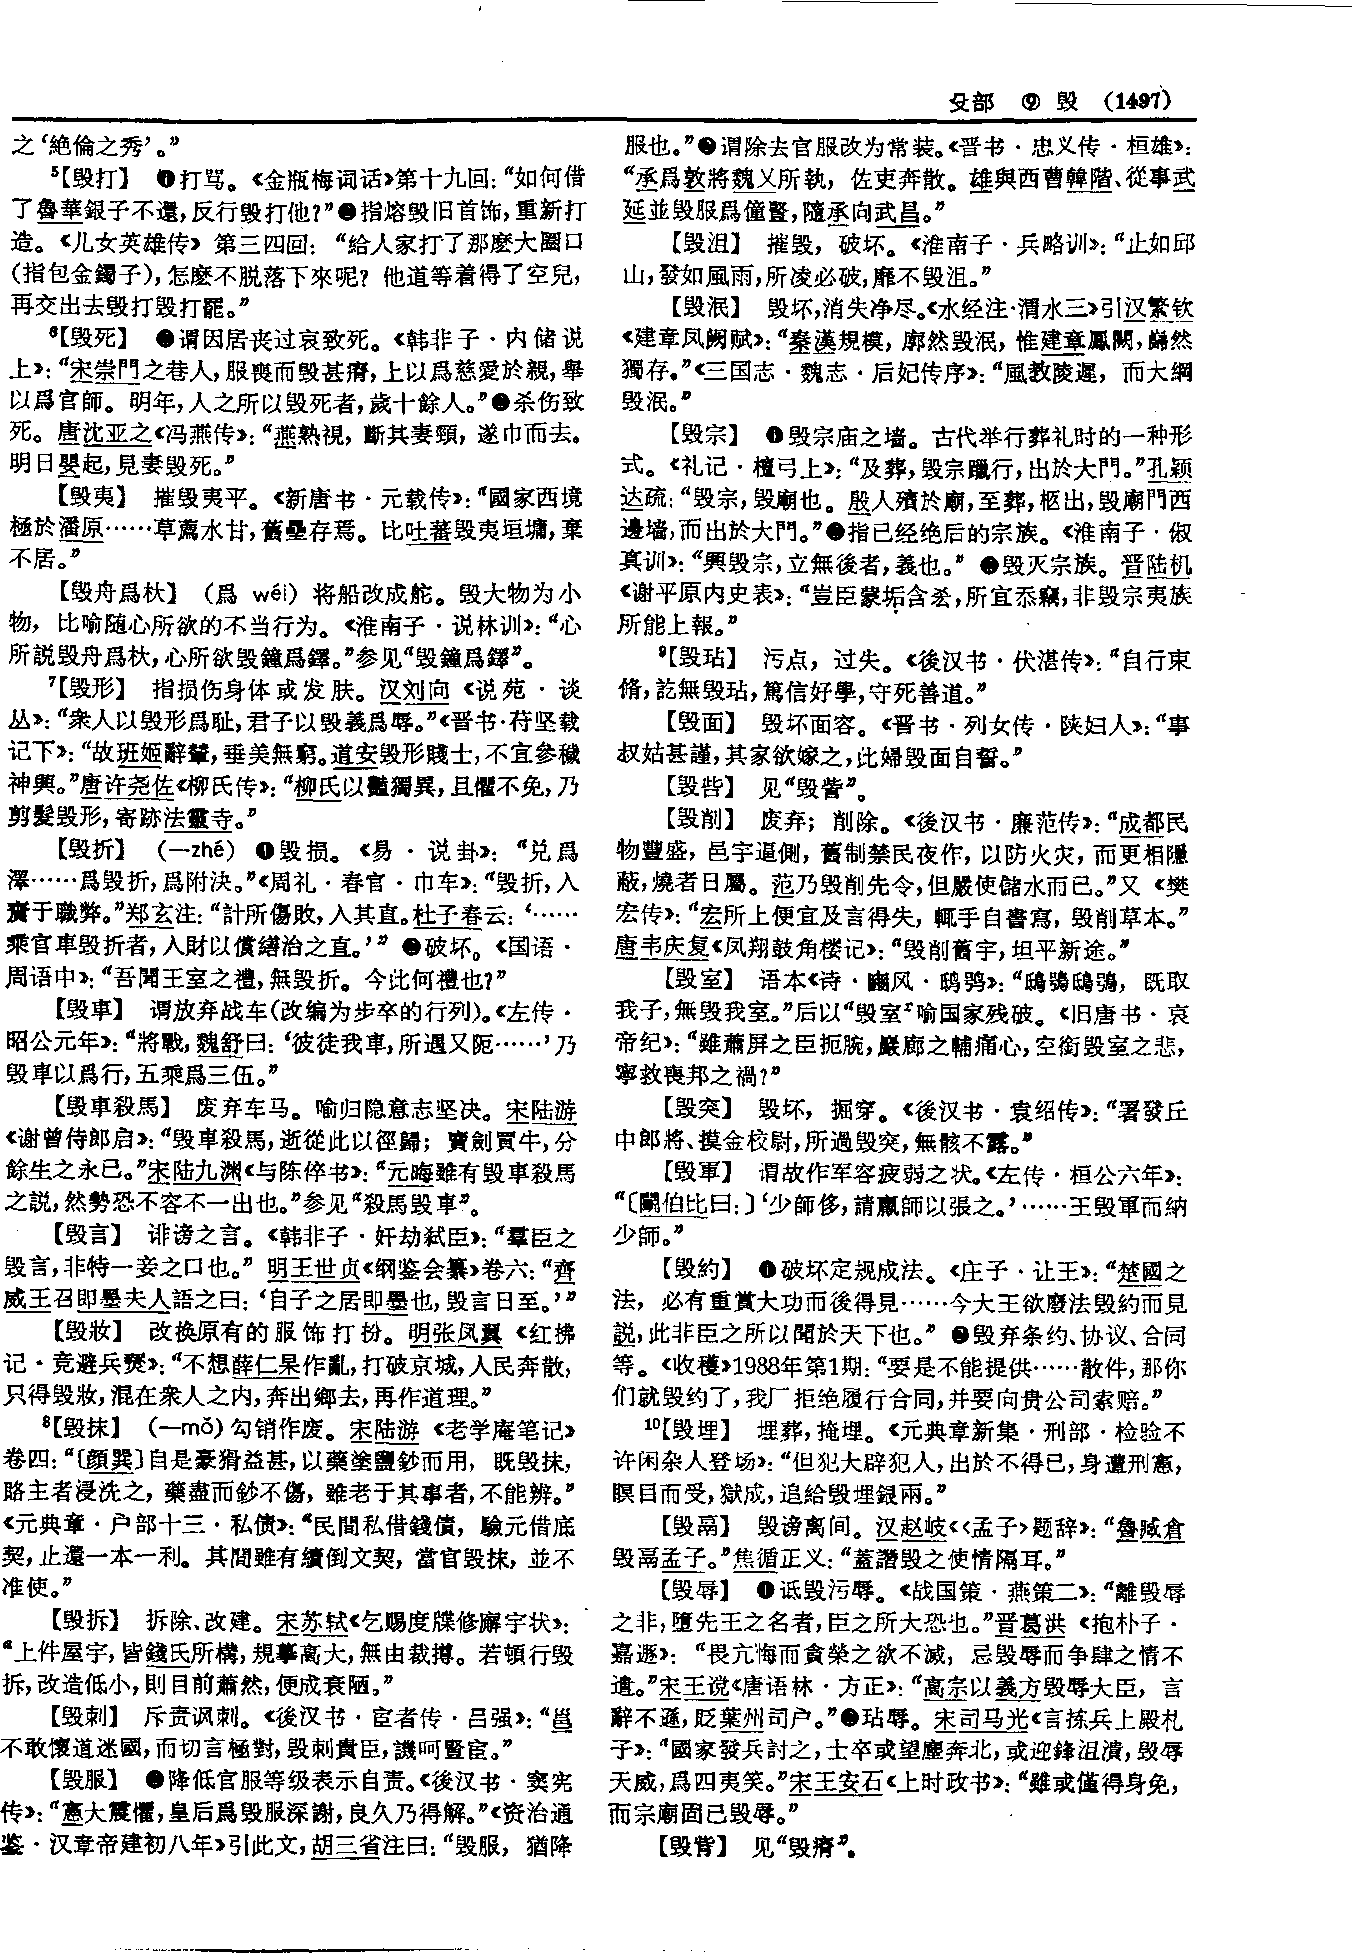 殳部 ⑨ 毁 (1497)
之‘絶倫之秀’。”
⁵【毁打】 ❶打骂。《金瓶梅词话》第十九回：“如何借
了魯華銀子不還，反行毁打他？”❷指熔毁旧首饰，重新打
造。《儿女英雄传》第三四回：“給人家打了那麽大圈口
(指包金鐲子)，怎麽不脱落下來呢？他道等着得了空兒，
再交出去毁打毁打罷。”
⁶【毁死】 ❶谓因居丧过哀致死。《韩非子·内储说
上》：“宋崇門之巷人，服喪而毁甚瘠，上以爲慈愛於親，舉
以爲官師。明年，人之所以毁死者，歲十餘人。”❷杀伤致
死。唐沈亚之《冯燕传》：“燕熟視，斷其妻頸，遂巾而去。
明日嬰起，見妻毁死。”
【毁夷】 摧毁夷平。《新唐书·元载传》：“國家西境
極於潘原……草薦水甘，舊壘存焉。比吐蕃毁夷垣墉，棄
不居。”
【毁舟爲杕】 (爲 wéi) 将船改成舵。毁大物为小
物，比喻随心所欲的不当行为。《淮南子·说林训》：“心
所説毁舟爲杕，心所欲毁鐘爲鐸。”参见“毁鐘爲鐸”。
⁷【毁形】 指损伤身体或发肤。汉刘向《说苑·谈
丛》：“衆人以毁形爲耻，君子以毁義爲辱。”《晋书·苻坚载
记下》：“故班姬辭輦，垂美無窮。道安毁形賤士，不宜參穢
神輿。”唐许尧佐《柳氏传》：“柳氏以豔獨異，且懼不免，乃
剪髮毁形，寄跡法靈寺。”
【毁折】 (—zhé) ❶毁损。《易·说卦》：“兑爲
澤……爲毁折，爲附決。”《周礼·春官·巾车》：“毁折，入
齎于職弊。”郑玄注：“計所傷敗，入其直。杜子春云：‘……
乘官車毁折者，入財以償繕治之直。’” ❷破坏。《国语·
周语中》：“吾聞王室之禮，無毁折。今此何禮也？”
【毁車】 谓放弃战车(改编为步卒的行列)。《左传·
昭公元年》：“將戰，魏舒曰：‘彼徒我車，所遇又阨……’乃
毁車以爲行，五乘爲三伍。”
【毁車殺馬】 废弃车马。喻归隐意志坚决。宋陆游
《谢曾侍郎启》：“毁車殺馬，逝從此以徑歸；賣劍買牛，分
餘生之永已。”宋陆九渊《与陈倅书》：“元晦雖有毁車殺馬
之説，然勢恐不容不一出也。”参见“殺馬毁車”。
【毁言】 诽谤之言。《韩非子·奸劫弑臣》：“羣臣之
毁言，非特一妾之口也。” 明王世贞《纲鉴会纂》卷六：“齊
威王召即墨夫人語之曰：‘自子之居即墨也，毁言日至。’”
【毁妝】 改换原有的服饰打扮。明张凤翼《红拂
记·竞避兵燹》：“不想薛仁杲作亂，打破京城，人民奔散，
只得毁妝，混在衆人之内，奔出鄉去，再作道理。”
⁸【毁抹】 (—mǒ) 勾销作废。宋陆游《老学庵笔记》
卷四：“〔顔巽〕自是豪猾益甚，以藥塗鹽鈔而用，既毁抹，
賂主者浸洗之，藥盡而鈔不傷，雖老于其事者，不能辨。”
《元典章·户部十三·私债》：“民間私借錢債，驗元借底
契，止還一本一利。其間雖有續倒文契，當官毁抹，並不
准使。”
【毁拆】 拆除、改建。宋苏轼《乞赐度牒修廨宇状》：
“上件屋宇，皆錢氏所構，規摹高大，無由裁撙。若頓行毁
拆，改造低小，則目前蕭然，便成衰陋。”
【毁刺】 斥责讽刺。《後汉书·宦者传·吕强》：“邕
不敢懷道迷國，而切言極對，毁刺貴臣，譏呵豎宦。”
【毁服】 ❶降低官服等级表示自责。《後汉书·窦宪
传》：“憲大震懼，皇后爲毁服深謝，良久乃得解。”《资治通
鉴·汉章帝建初八年》引此文，胡三省注曰：“毁服，猶降
服也。”❷谓除去官服改为常装。《晋书·忠义传·桓雄》：
“承爲敦將魏乂所執，佐吏奔散。雄與西曹韓階、從事武
延並毁服爲僮豎，隨承向武昌。”
【毁沮】 摧毁，破坏。《淮南子·兵略训》：“止如邱
山，發如風雨，所凌必破，靡不毁沮。”
【毁泯】 毁坏，消失净尽。《水经注·渭水三》引汉繁钦
《建章凤阙赋》：“秦漢規模，廓然毁泯，惟建章鳳闕，巋然
獨存。”《三国志·魏志·后妃传序》：“風教陵遲，而大綱
毁泯。”
【毁宗】 ❶毁宗庙之墙。古代举行葬礼时的一种形
式。《礼记·檀弓上》：“及葬，毁宗躐行，出於大門。”孔颖
达疏：“毁宗，毁廟也。殷人殯於廟，至葬，柩出，毁廟門西
邊墙，而出於大門。”❷指已经绝后的宗族。《淮南子·俶
真训》：“興毁宗，立無後者，義也。” ❸毁灭宗族。晋陆机
《谢平原内史表》：“豈臣蒙垢含吝，所宜忝竊，非毁宗夷族
所能上報。”
⁹【毁玷】 污点，过失。《後汉书·伏湛传》：“自行束
脩，訖無毁玷，篤信好學，守死善道。”
【毁面】 毁坏面容。《晋书·列女传·陕妇人》：“事
叔姑甚謹，其家欲嫁之，此婦毁面自誓。”
【毁呰】 见“毁訾”。
【毁削】 废弃；削除。《後汉书·廉范传》：“成都民
物豐盛，邑宇逼側，舊制禁民夜作，以防火灾，而更相隱
蔽，燒者日屬。范乃毁削先令，但嚴使儲水而已。”又《樊
宏传》：“宏所上便宜及言得失，輒手自書寫，毁削草本。”
唐韦庆复《凤翔鼓角楼记》：“毁削舊宇，坦平新途。”
【毁室】 语本《诗·豳风·鸱鸮》：“鴟鴞鴟鴞，既取
我子，無毁我室。”后以“毁室”喻国家残破。《旧唐书·哀
帝纪》：“雖蕭屏之臣扼腕，巖廊之輔痛心，空銜毁室之悲，
寧救喪邦之禍？”
【毁突】 毁坏，掘穿。《後汉书·袁绍传》：“署發丘
中郎將、摸金校尉，所過毁突，無骸不露。”
【毁軍】 谓故作军容疲弱之状。《左传·桓公六年》：
“〔鬭伯比曰：〕‘少師侈，請羸師以張之。’……王毁軍而納
少師。”
【毁約】 ❶破坏定规成法。《庄子·让王》：“楚國之
法，必有重賞大功而後得見……今大王欲廢法毁約而見
説，此非臣之所以聞於天下也。” ❷毁弃条约、协议、合同
等。《收穫》1988年第1期：“要是不能提供……散件，那你
们就毁约了，我厂拒绝履行合同，并要向贵公司索赔。”
¹⁰【毁埋】 埋葬，掩埋。《元典章新集·刑部·检验不
许闲杂人登场》：“但犯大辟犯人，出於不得已，身遭刑憲，
瞑目而受，獄成，追給毁埋銀兩。”
【毁鬲】 毁谤离间。汉赵岐《〈孟子〉题辞》：“魯臧倉
毁鬲孟子。”焦循正义：“蓋譖毁之使情隔耳。”
【毁辱】 ❶诋毁污辱。《战国策·燕策二》：“離毁辱
之非，墮先王之名者，臣之所大恐也。”晋葛洪《抱朴子·
嘉遯》：“畏亢悔而貪榮之欲不滅，忌毁辱而争肆之情不
遣。”宋王谠《唐语林·方正》：“高宗以義方毁辱大臣，言
辭不遜，貶萊州司户。”❷玷辱。宋司马光《言拣兵上殿札
子》：“國家發兵討之，士卒或望塵奔北，或迎鋒沮潰，毁辱
天威，爲四夷笑。”宋王安石《上时政书》：“雖或僅得身免，
而宗廟固已毁辱。”
【毁胔】 见“毁瘠”。